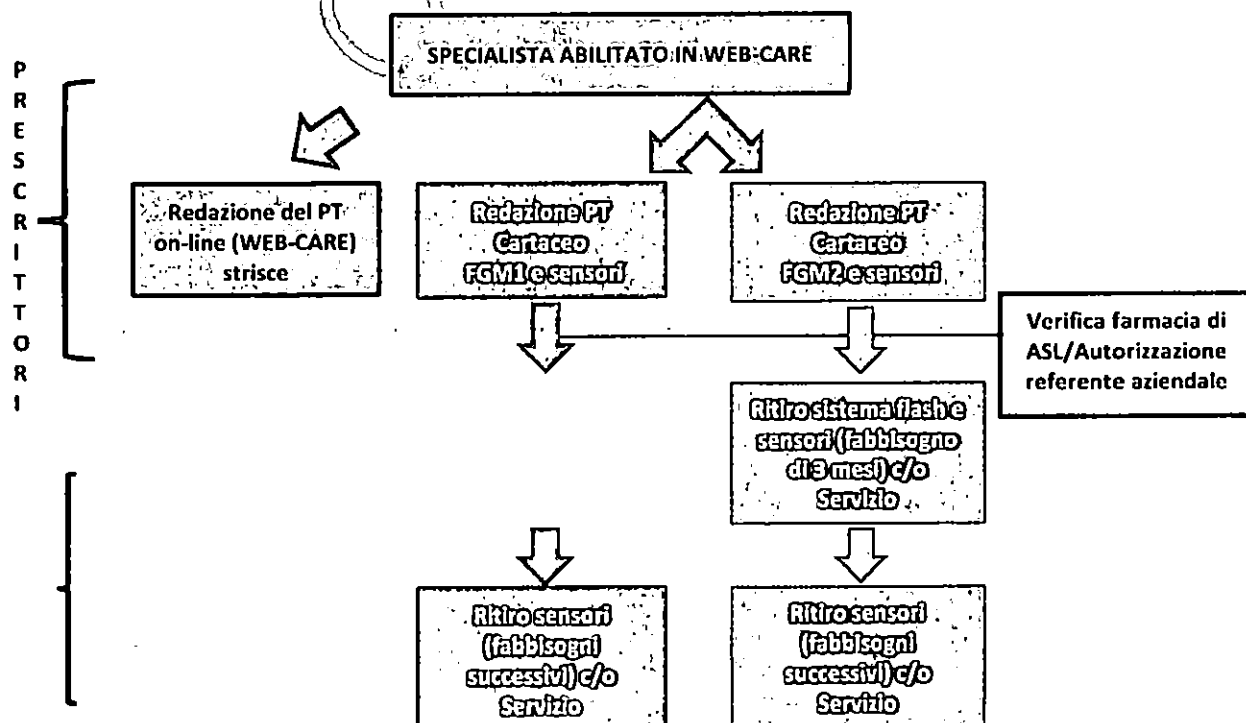 SPECIALISTA ABILITATO IN WEB-CARE
PRESCRITTORI
Redazione del PT
on-line (WEB-CARE)
strisce
Redazione PT
Cartaceo
FGM1 e sensori
Redazione PT
Cartaceo
FGM2 e sensori
Verifica farmacia di
ASL/Autorizzazione
referente aziendale
Ritiro sistema flash e
sensori (fabbisogno
di 3 mesi) c/o
Servizio
Ritiro sensori
(fabbisogni
successivi) c/o
Servizio
Ritiro sensori
(fabbisogni
successivi) c/o
Servizio